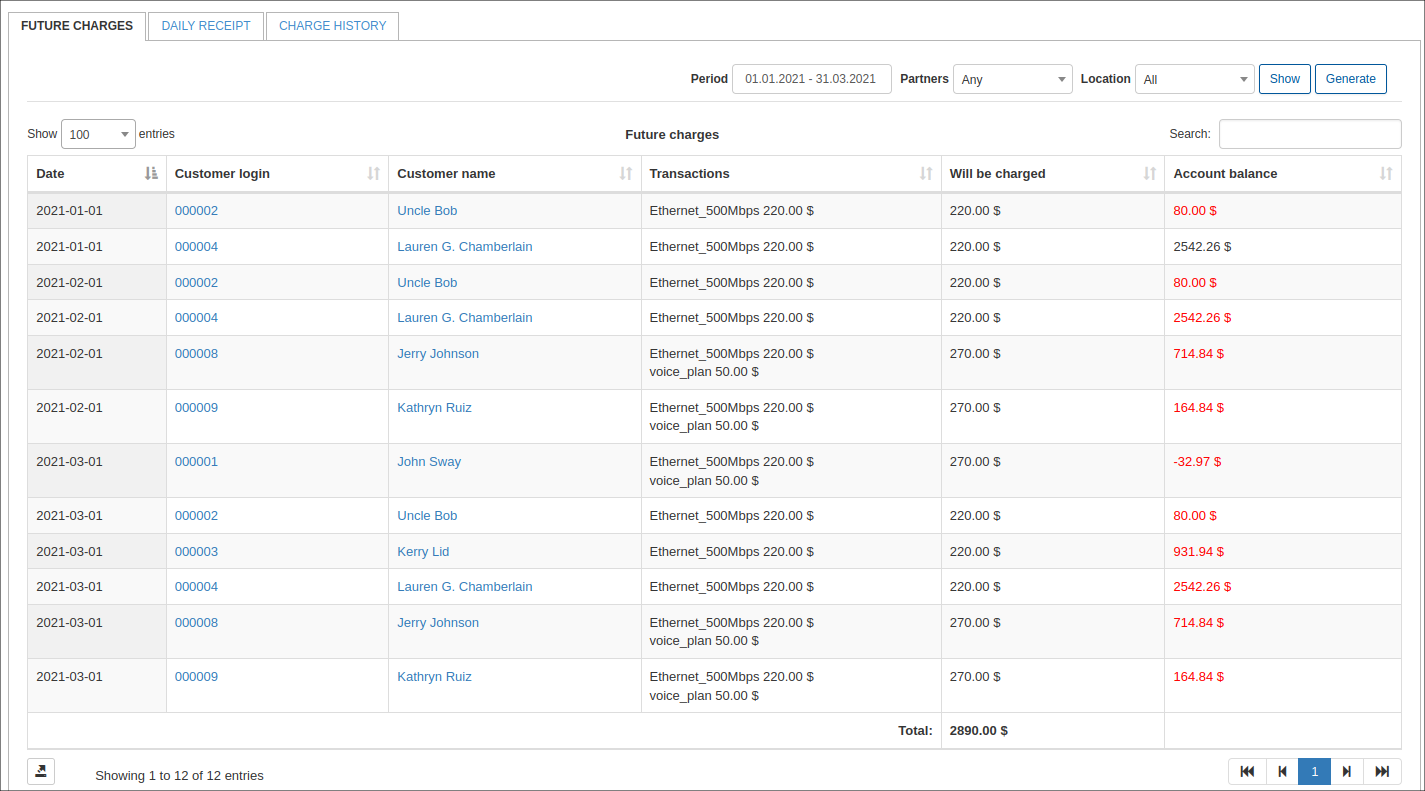 FUTURE CHARGES DAILY RECEIPT CHARGE HISTORY
Period 01.01.2021 - 31.03.2021 Partners Any Location All Show Generate
Show 100 entries Future charges Search:
Date Customer login Customer name Transactions Will be charged Account balance
2021-01-01 000002 Uncle Bob Ethernet_500Mbps 220.00 $ 220.00 $ 80.00 $
2021-01-01 000004 Lauren G. Chamberlain Ethernet_500Mbps 220.00 $ 220.00 $ 2542.26 $
2021-02-01 000002 Uncle Bob Ethernet_500Mbps 220.00 $ 220.00 $ 80.00 $
2021-02-01 000004 Lauren G. Chamberlain Ethernet_500Mbps 220.00 $ 220.00 $ 2542.26 $
2021-02-01 000008 Jerry Johnson Ethernet_500Mbps 220.00 $ 270.00 $ 714.84 $
voice_plan 50.00 $
2021-02-01 000009 Kathryn Ruiz Ethernet_500Mbps 220.00 $ 270.00 $ 164.84 $
voice_plan 50.00 $
2021-03-01 000001 John Sway Ethernet_500Mbps 220.00 $ 270.00 $ -32.97 $
voice_plan 50.00 $
2021-03-01 000002 Uncle Bob Ethernet_500Mbps 220.00 $ 220.00 $ 80.00 $
2021-03-01 000003 Kerry Lid Ethernet_500Mbps 220.00 $ 220.00 $ 931.94 $
2021-03-01 000004 Lauren G. Chamberlain Ethernet_500Mbps 220.00 $ 220.00 $ 2542.26 $
2021-03-01 000008 Jerry Johnson Ethernet_500Mbps 220.00 $ 270.00 $ 714.84 $
voice_plan 50.00 $
2021-03-01 000009 Kathryn Ruiz Ethernet_500Mbps 220.00 $ 270.00 $ 164.84 $
voice_plan 50.00 $
Total: 2890.00 $
Showing 1 to 12 of 12 entries 1